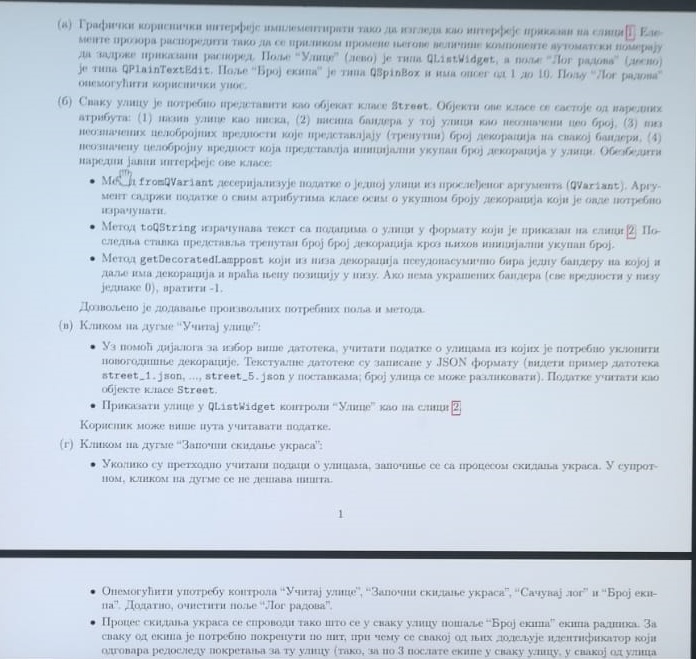 (а) Графички кориснички интерфејс имплементирати тако да изгледа као интерфејс приказан на слици 1. Еле-
менте прозора распоредити тако да се приликом промене његове величине компоненте аутоматски померају
да задрже приказани распоред. Поље "Улице" (лево) је типа QListWidget, а поље "Лог радова" (десно)
је типа QPlainTextEdit. Поље "Број екипа" је типа QSpinBox и има опсег од 1 до 10. Пољу "Лог радова"
онемогућити кориснички унос.
(б) Сваку улицу је потребно представити као објекат класе Street. Објекти ове класе се састоје од наредних
атрибута: (1) назив улице као ниска, (2) висина бандера у тој улици као неозначени цео број, (3) низ
неозначених целобројних вредности које представљају (тренутни) број декорација на свакој бандери, (4)
неозначену целобројну вредност која представља иницијални укупан број декорација у улици. Обезбедити
наредни јавни интерфејс ове класе:
• fromQVariant десеријализује податке о једној улици из прослеђеног аргумента (QVariant). Аргу-
мент садржи податке о свим атрибутима класе осим о укупном броју декорација који је овде потребно
израчунати.
• Метод toQString израчунава текст са подацима о улици у формату који је приказан на слици 2. По-
следња ставка представља тренутан број број декорација кроз њихов иницијални укупан број.
• Метод getDecoratedLamppost који из низа декорација псеудонасумично бира једну бандеру на којој и
даље има декорација и враћа њену позицију у низу. Ако нема украшених бандера (све вредности у низу
једнаке 0), вратити -1.
Дозвољено је додавање произвољних потребних поља и метода.
(в) Кликом на дугме "Учитај улице":
• Уз помоћ дијалога за избор више датотека, учитати податке о улицама из којих је потребно уклонити
новогодишње декорације. Текстуалне датотеке су записане у JSON формату (видети пример датотека
street_1.json, ..., street_5.json у поставкама; број улица се може разликовати). Податке учитати као
објекте класе Street.
• Приказати улице у QListWidget контроли "Улице" као на слици 2.
Корисник може више пута учитавати податке.
(г) Кликом на дугме "Започни скидање украса":
• Уколико су претходно учитани подаци о улицама, започиње се са процесом скидања украса. У супрот-
ном, кликом на дугме се не дешава ништа.
1
• Онемогућити употребу контрола "Учитај улице", "Започни скидање украса", "Сачувај лог" и "Број еки-
па". Додатно, очистити поље "Лог радова".
• Процес скидања украса се спроводи тако што се у сваку улицу пошаље "Број екипа" екипа радника. За
сваку од екипа је потребно покренути по нит, при чему се свакој од њих додељује идентификатор који
одговара редоследу покретања за ту улицу (тако, за по 3 послате екипе у сваку улицу, у свакој од улица